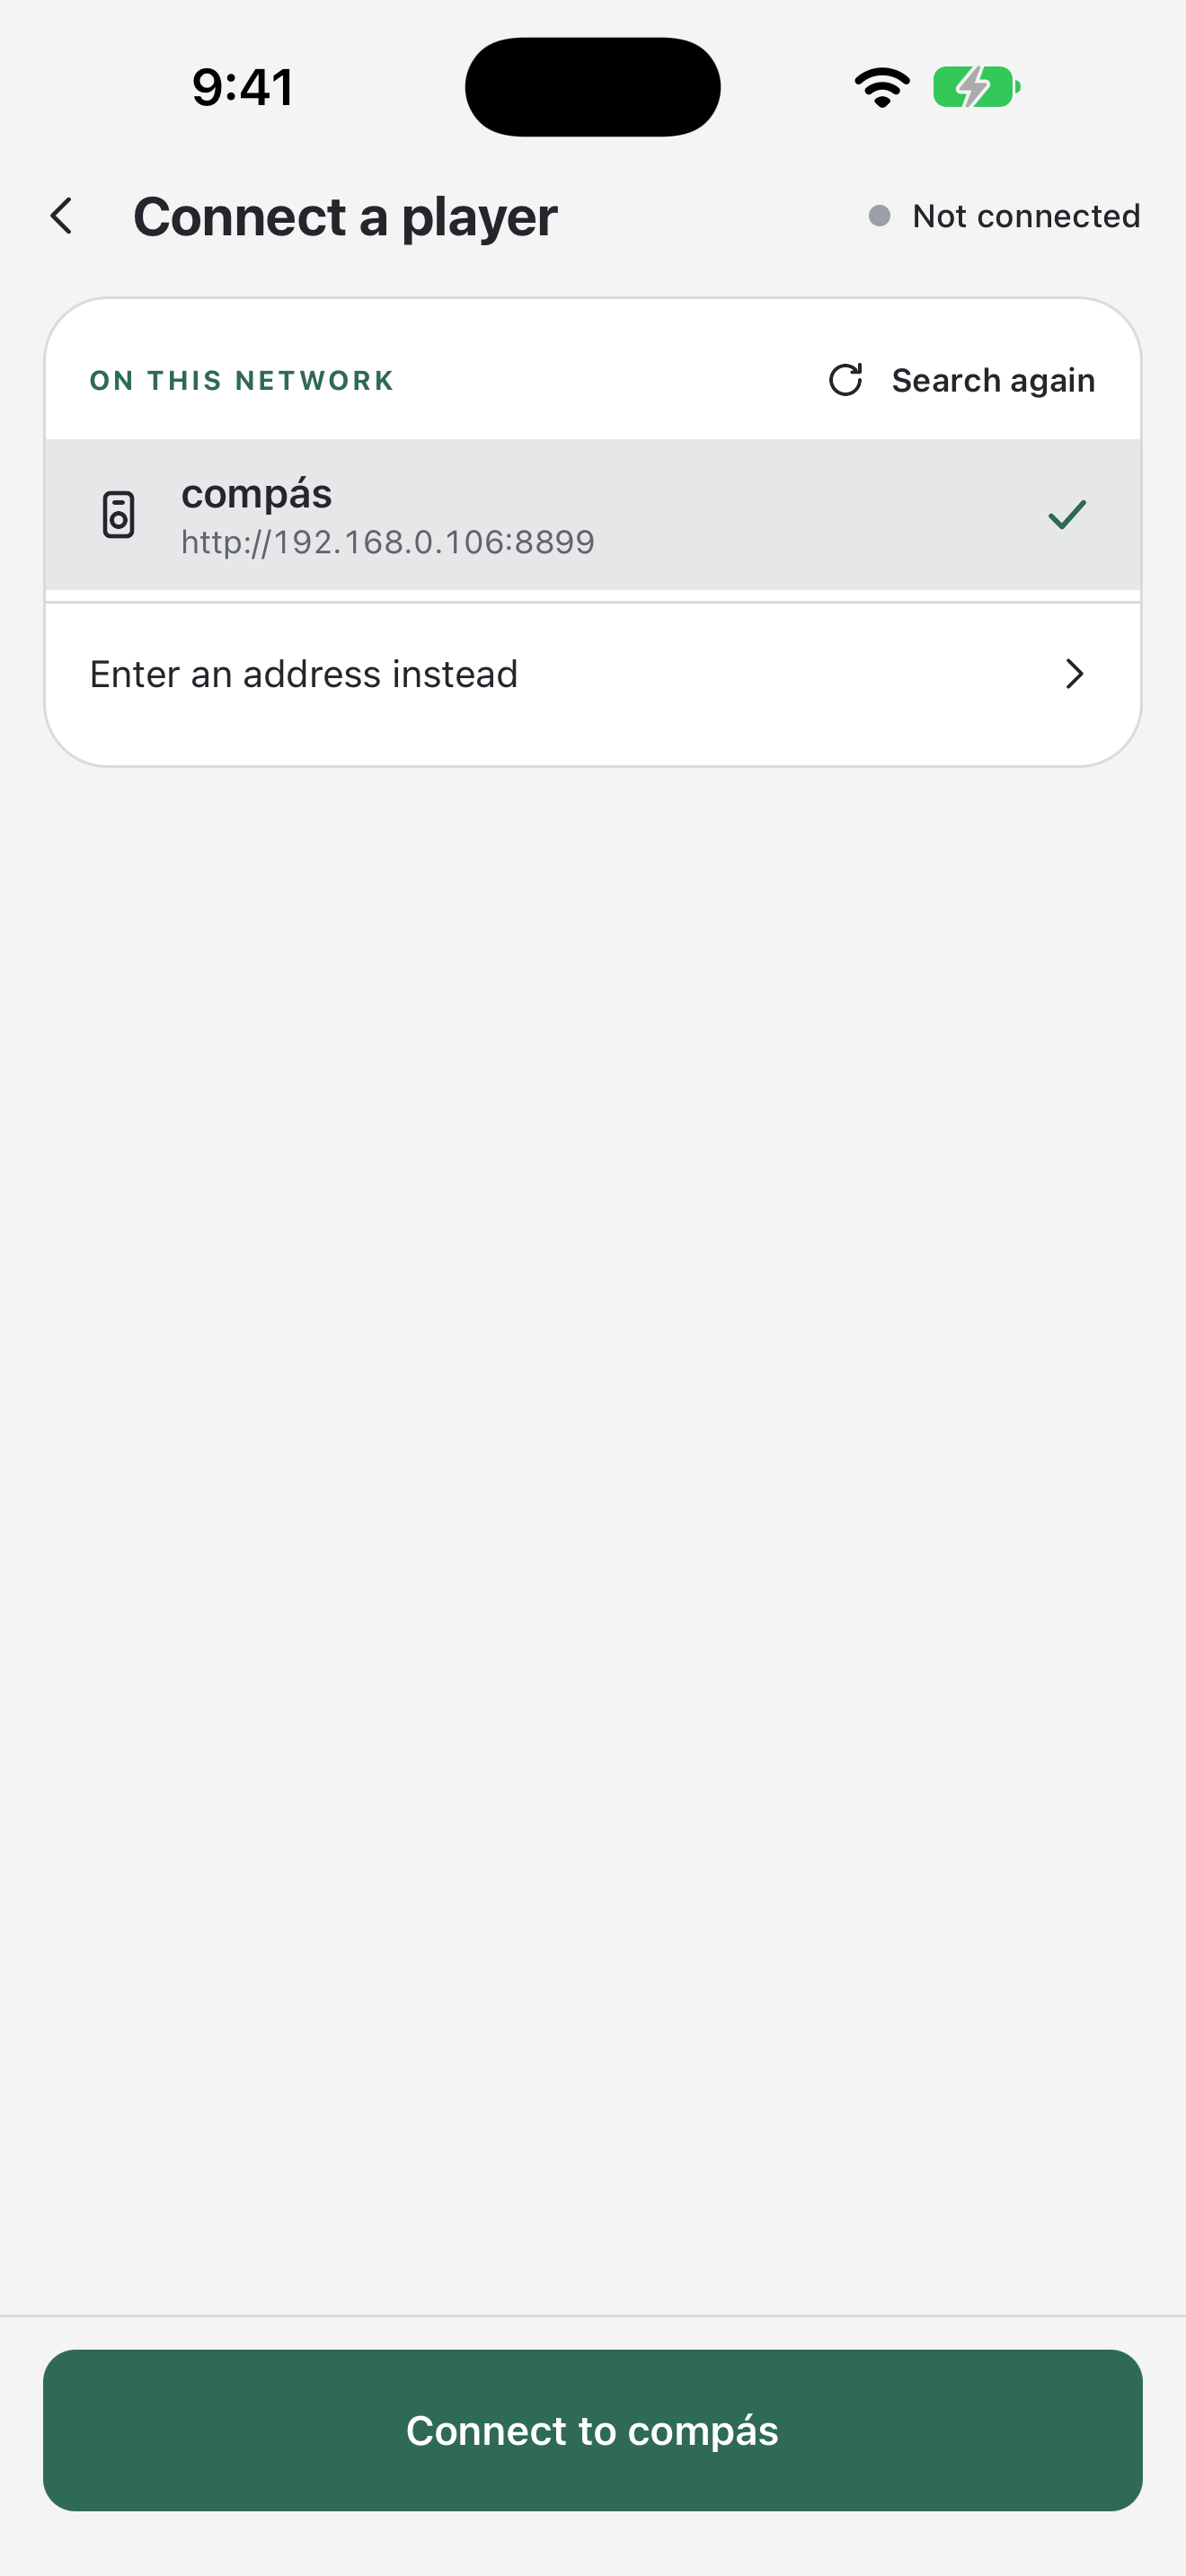 9:41
Connect a player
Not connected
ON THIS NETWORK
Search again
compás
http://192.168.0.106:8899
Enter an address instead
Connect to compás